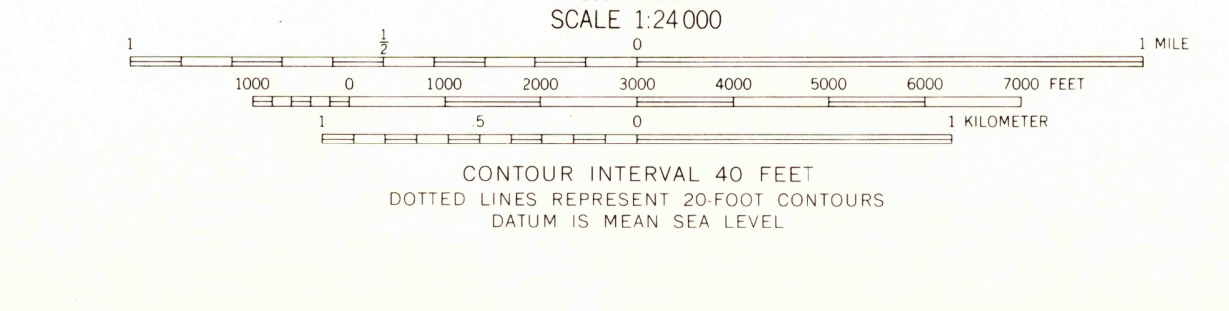 SCALE 1:24000
1 1/2 0 1 MILE
1000 0 1000 2000 3000 4000 5000 6000 7000 FEET
1 .5 0 1 KILOMETER
CONTOUR INTERVAL 40 FEET
DOTTED LINES REPRESENT 20-FOOT CONTOURS
DATUM IS MEAN SEA LEVEL